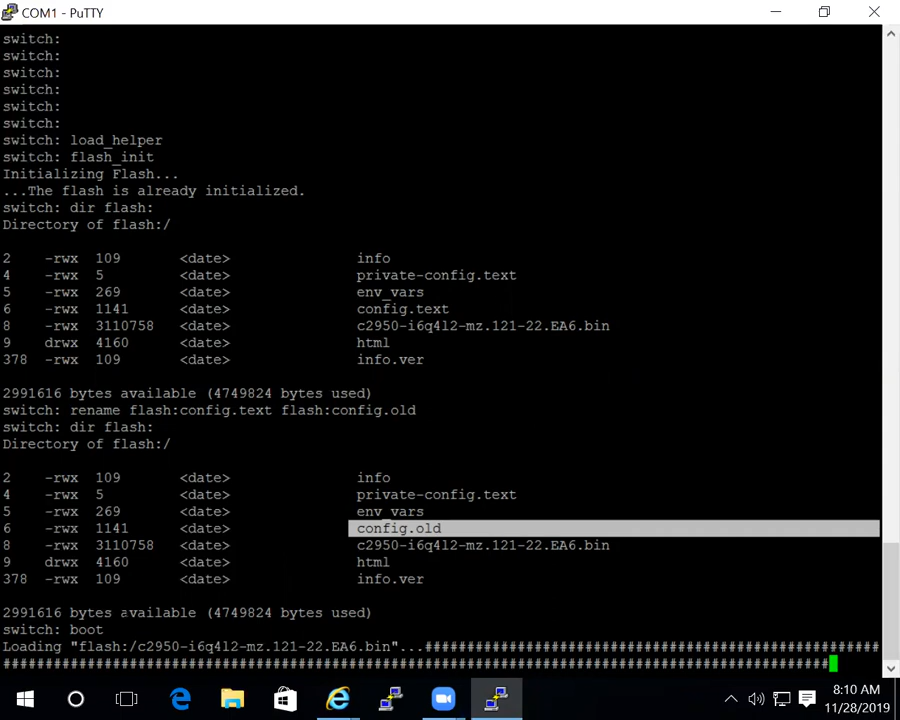 COM1 - PuTTY
switch:
switch:
switch:
switch:
switch:
switch:
switch: load_helper
switch: flash_init
Initializing Flash...
...The flash is already initialized.
switch: dir flash:
Directory of flash:/
2 -rwx 109 <date> info
4 -rwx 5 <date> private-config.text
5 -rwx 269 <date> env_vars
6 -rwx 1141 <date> config.text
8 -rwx 3110758 <date> c2950-i6q4l2-mz.121-22.EA6.bin
9 drwx 4160 <date> html
378 -rwx 109 <date> info.ver
2991616 bytes available (4749824 bytes used)
switch: rename flash:config.text flash:config.old
switch: dir flash:
Directory of flash:/
2 -rwx 109 <date> info
4 -rwx 5 <date> private-config.text
5 -rwx 269 <date> env_vars
6 -rwx 1141 <date> config.old
8 -rwx 3110758 <date> c2950-i6q4l2-mz.121-22.EA6.bin
9 drwx 4160 <date> html
378 -rwx 109 <date> info.ver
2991616 bytes available (4749824 bytes used)
switch: boot
Loading "flash:/c2950-i6q4l2-mz.121-22.EA6.bin"...######################################################
##################################################################################################
8:10 AM
11/28/2019